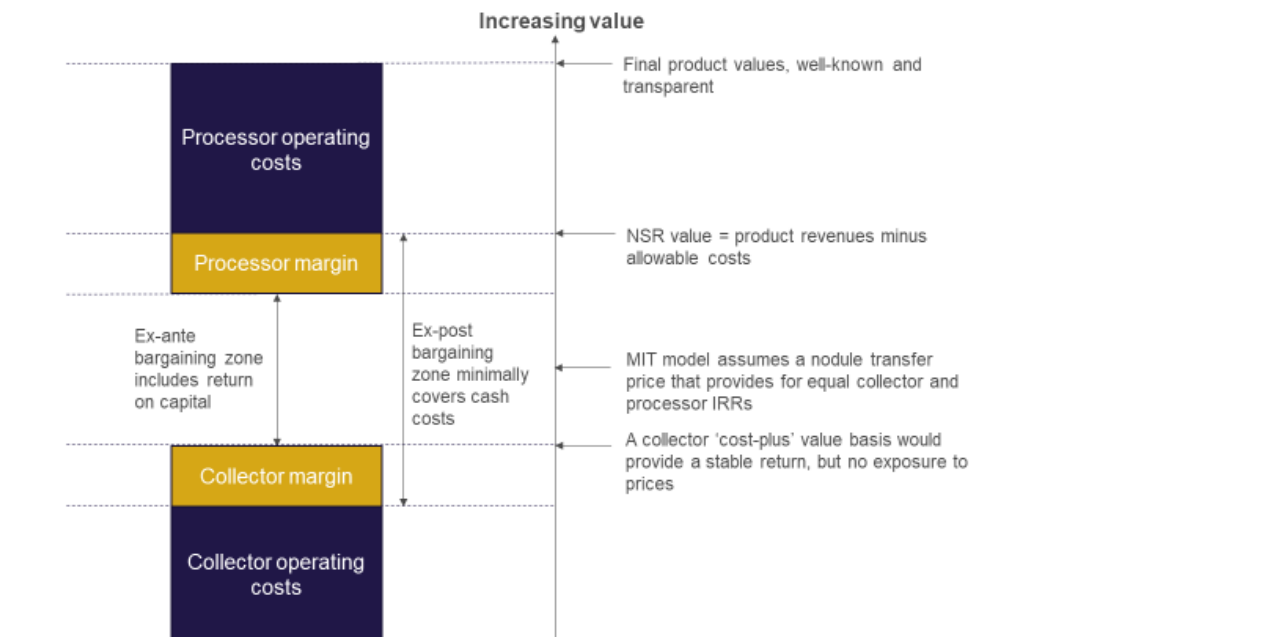 Increasing value
Final product values, well-known and
transparent
Processor operating
costs
NSR value = product revenues minus
allowable costs
Processor margin
Ex-ante
bargaining zone
includes return
on capital
Ex-post
bargaining
zone minimally
covers cash
costs
MIT model assumes a nodule transfer
price that provides for equal collector and
processor IRRs
A collector ‘cost-plus’ value basis would
provide a stable return, but no exposure to
prices
Collector margin
Collector operating
costs